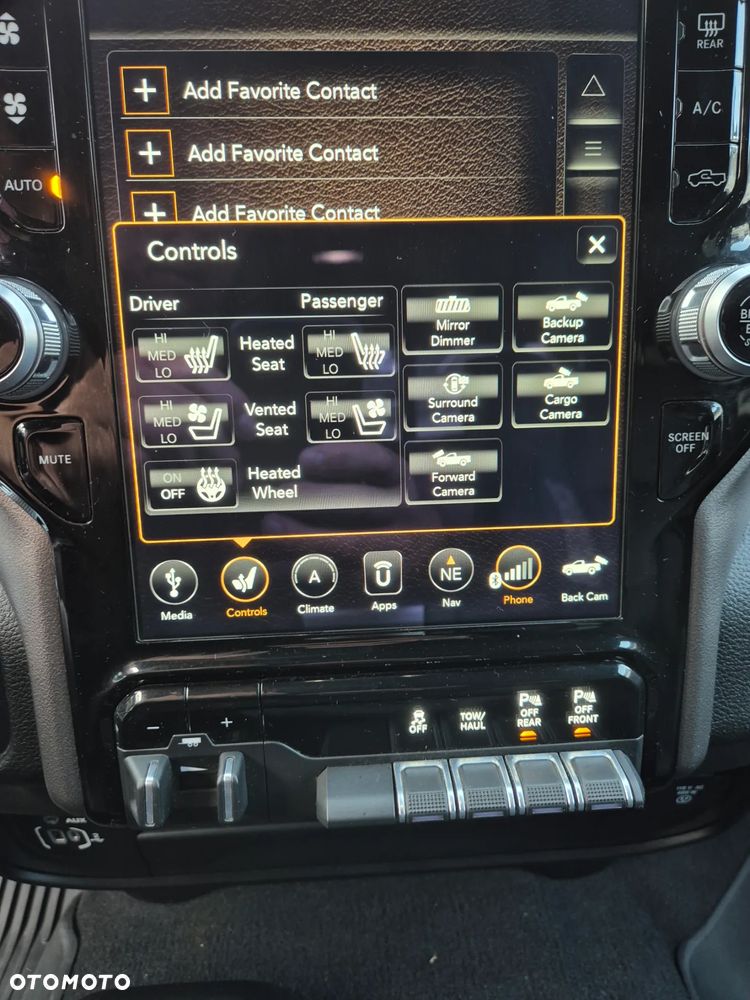 REAR
A/C
AUTO
Add Favorite Contact
Add Favorite Contact
Add Favorite Contact
Controls
Driver
Passenger
HI
MED
LO
Heated
Seat
HI
MED
LO
Mirror
Dimmer
Backup
Camera
HI
MED
LO
Vented
Seat
HI
MED
LO
Surround
Camera
Cargo
Camera
ON
OFF
Heated
Wheel
Forward
Camera
MUTE
SCREEN
OFF
Media
Controls
A
Climate
U
Apps
NE
Nav
Phone
Back Cam
- +
OFF
TOW/
HAUL
P
OFF
REAR
P
OFF
FRONT
AUX
OTOMOTO